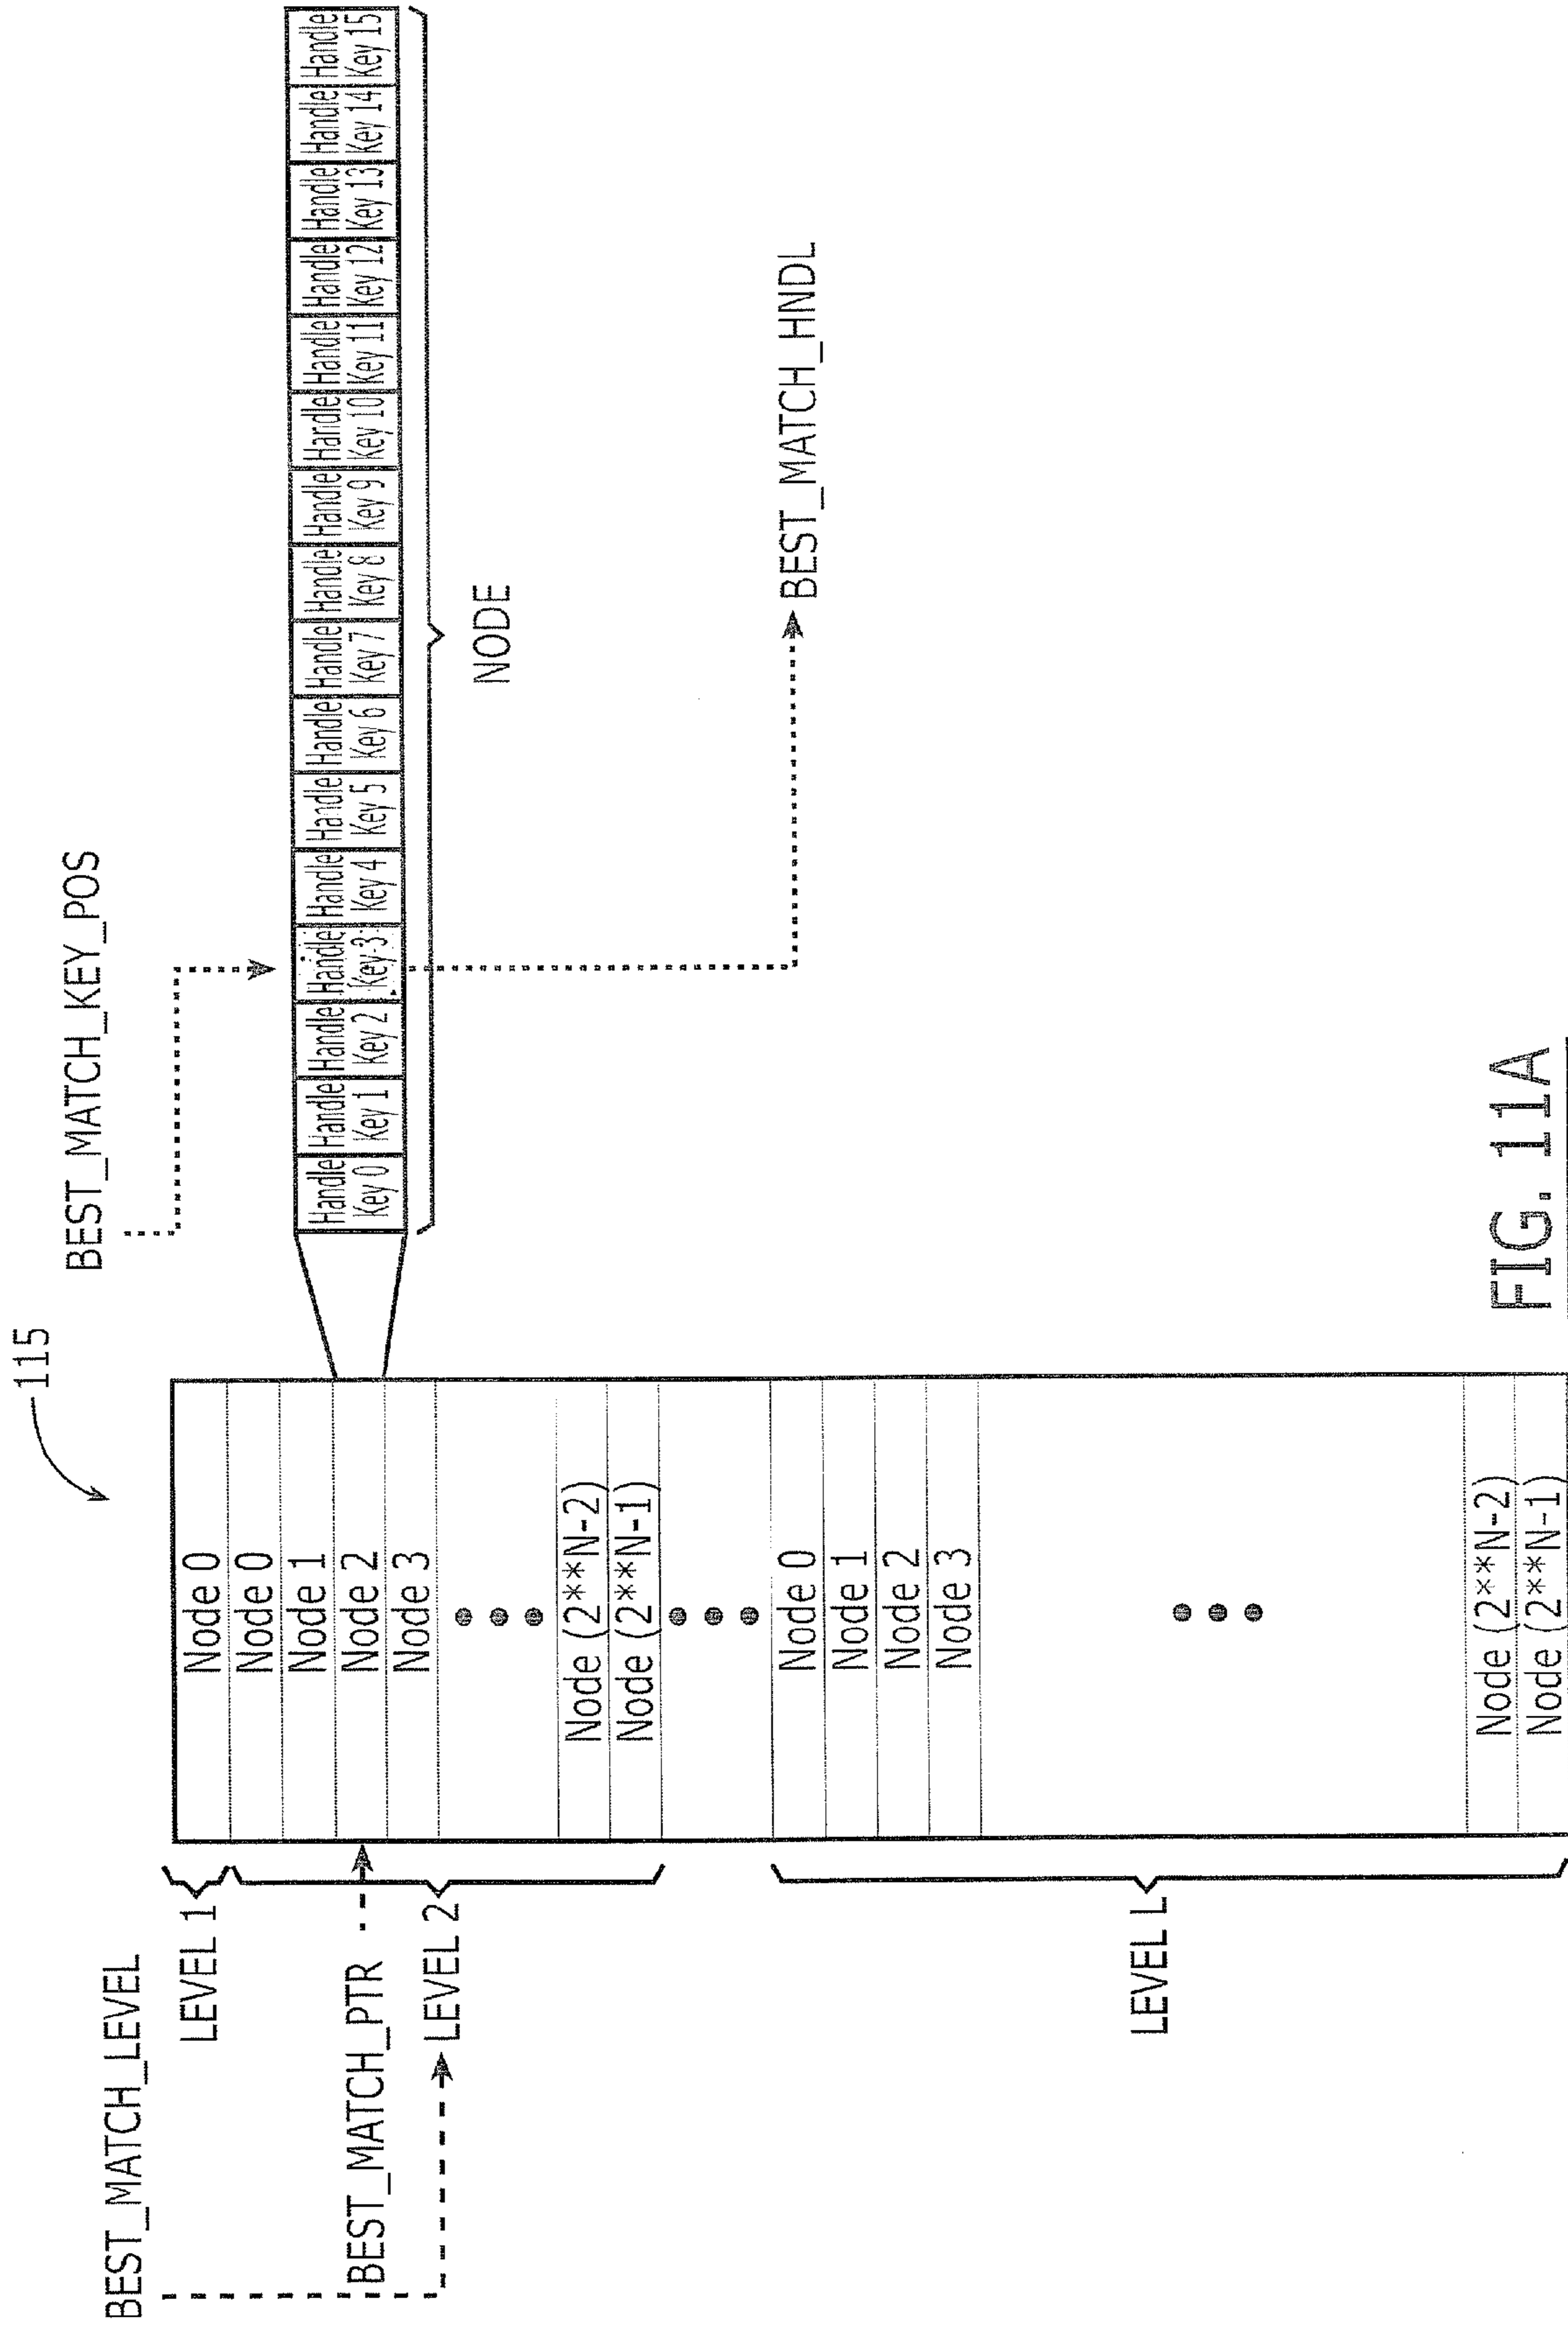 115
BEST_MATCH_LEVEL
BEST_MATCH_KEY_POS
LEVEL 1
Node 0
BEST_MATCH_PTR
LEVEL 2
Node 0
Node 1
Node 2
Node 3
Node (2**N-2)
Node (2**N-1)
Handle Handle Handle Handle Handle Handle Handle Handle Handle Handle Handle Handle Handle Handle Handle Handle
Key 0 Key 1 Key 2 Key 3 Key 4 Key 5 Key 6 Key 7 Key 8 Key 9 Key 10 Key 11 Key 12 Key 13 Key 14 Key 15
NODE
BEST_MATCH_HNDL
LEVEL L
Node 0
Node 1
Node 2
Node 3
Node (2**N-2)
Node (2**N-1)
FIG. 11A